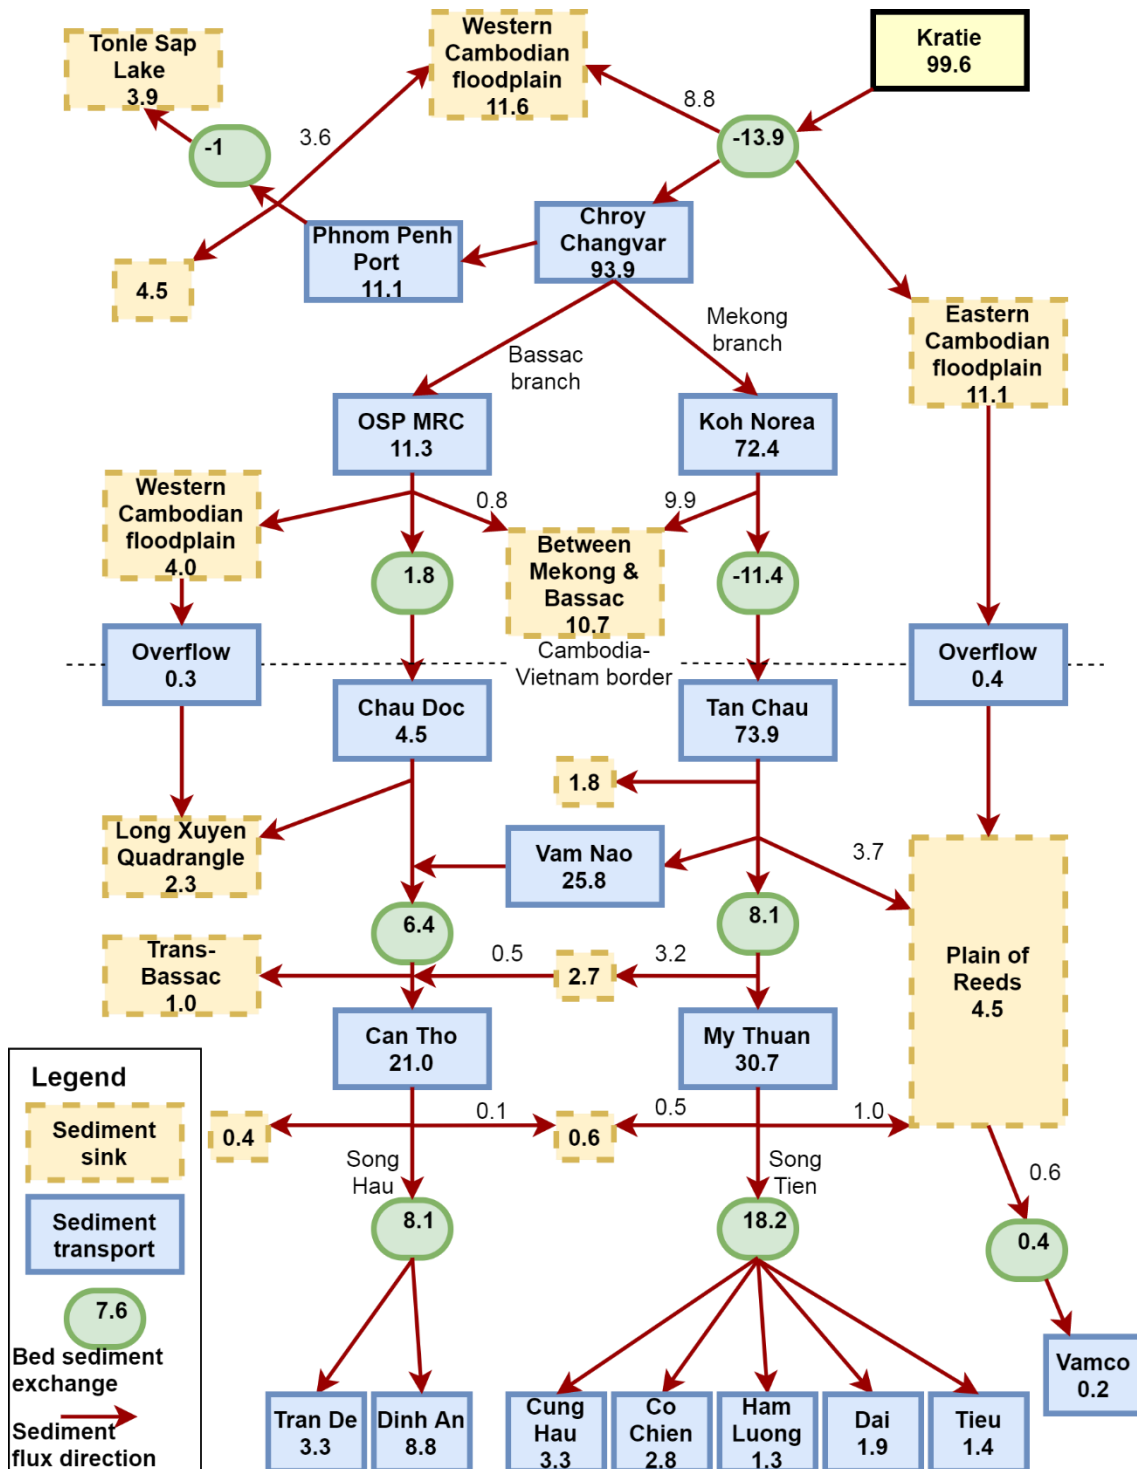 Tonle Sap
Lake
3.9
Western
Cambodian
floodplain
11.6
Kratie
99.6
-1
3.6
8.8
-13.9
4.5
Phnom Penh
Port
11.1
Chroy
Changvar
93.9
Eastern
Cambodian
floodplain
11.1
Bassac
branch
Mekong
branch
OSP MRC
11.3
Koh Norea
72.4
Western
Cambodian
floodplain
4.0
0.8
9.9
1.8
Between
Mekong &
Bassac
10.7
-11.4
Overflow
0.3
Cambodia-
Vietnam border
Overflow
0.4
Chau Doc
4.5
Tan Chau
73.9
1.8
Long Xuyen
Quadrangle
2.3
Vam Nao
25.8
3.7
6.4
8.1
Trans-
Bassac
1.0
0.5
2.7
3.2
Plain of
Reeds
4.5
Can Tho
21.0
My Thuan
30.7
0.4
0.1
0.6
0.5
1.0
Song
Hau
Song
Tien
0.6
8.1
18.2
0.4
Vamco
0.2
Tran De
3.3
Dinh An
8.8
Cung
Hau
3.3
Co
Chien
2.8
Ham
Luong
1.3
Dai
1.9
Tieu
1.4
Legend
Sediment
sink
Sediment
transport
7.6
Bed sediment
exchange
Sediment
flux direction